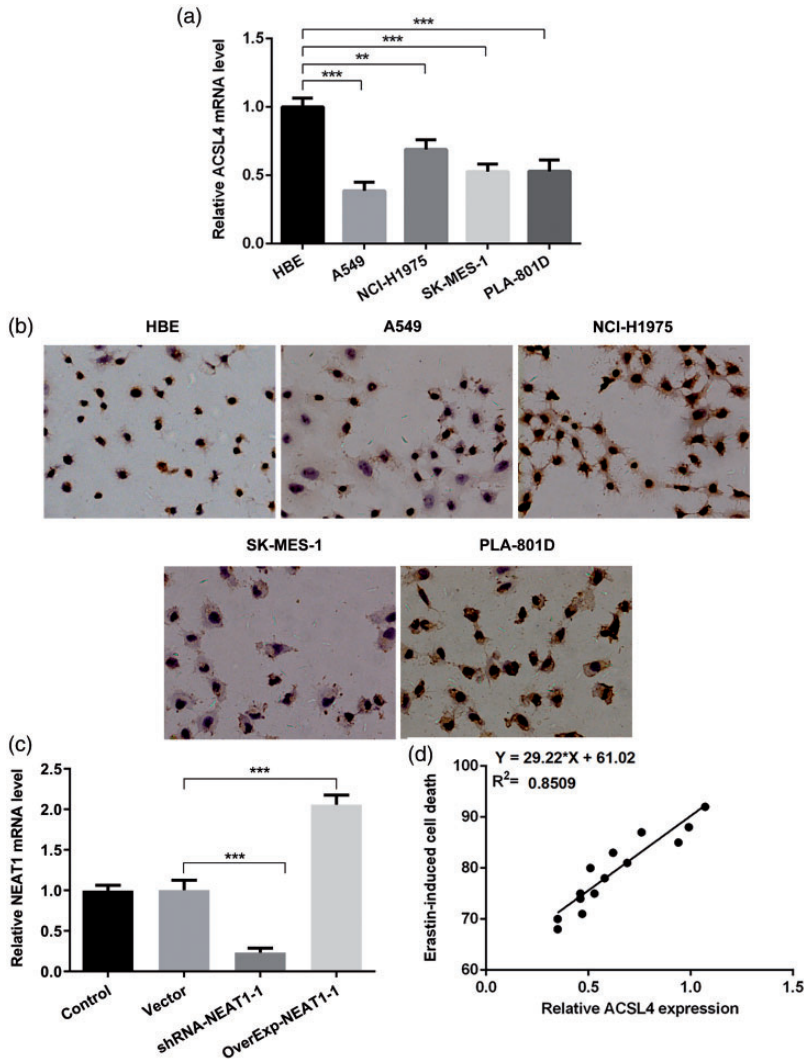 (a)
***
***
**
***
Relative ACSL4 mRNA level
1.5
1.0
0.5
0.0
HBE
A549
NCI-H1975
SK-MES-1
PLA-801D
(b)
HBE
A549
NCI-H1975
SK-MES-1
PLA-801D
(c)
***
***
Relative NEAT1 mRNA level
2.5
2.0
1.5
1.0
0.5
0.0
Control
Vector
shRNA-NEAT1-1
OverExp-NEAT1-1
(d)
Y = 29.22*X + 61.02
R2= 0.8509
Erastin-induced cell death
100
90
80
70
60
0.0 0.5 1.0 1.5
Relative ACSL4 expression